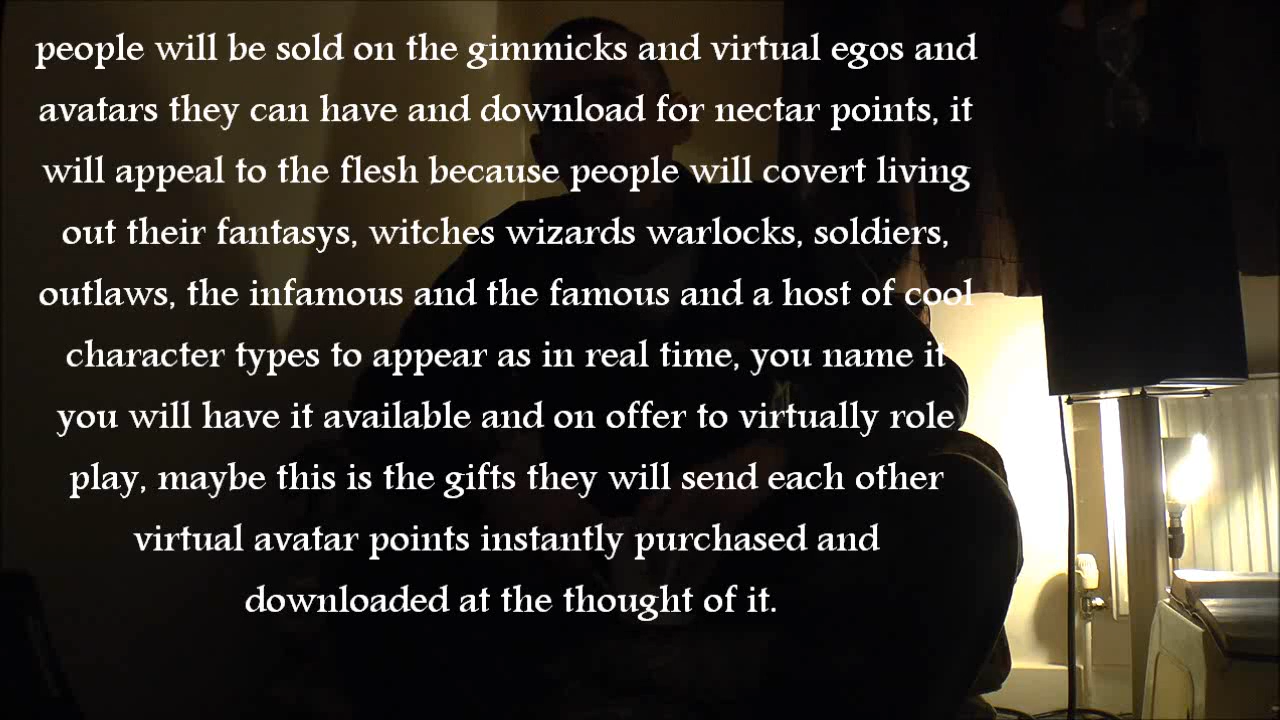 people will be sold on the gimmicks and virtual egos and
avatars they can have and download for nectar points, it
will appeal to the flesh because people will covert living
out their fantasys, witches wizards warlocks, soldiers,
outlaws, the infamous and the famous and a host of cool
character types to appear as in real time, you name it
you will have it available and on offer to virtually role
play, maybe this is the gifts they will send each other
virtual avatar points instantly purchased and
downloaded at the thought of it.